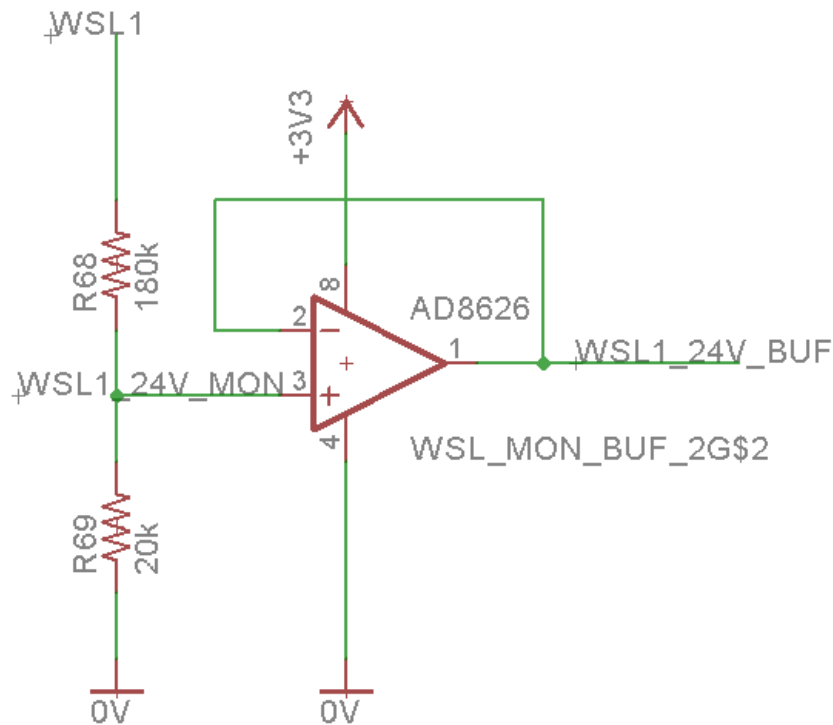 WSL1
+3V3
R68
180k
8
2
−
AD8626
1
WSL1_24V_BUF
WSL1_24V_MON
3
+
4
WSL_MON_BUF_2G$2
R69
20k
0V
0V